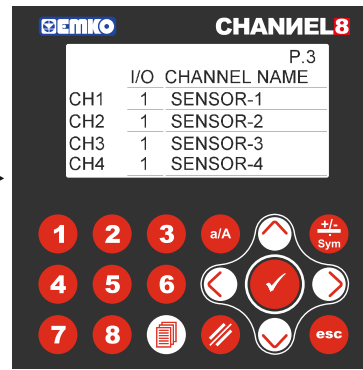 EMKO CHANNEL8
P.3
I/O CHANNEL NAME
CH1 1 SENSOR-1
CH2 1 SENSOR-2
CH3 1 SENSOR-3
CH4 1 SENSOR-4
1 2 3 a/A +/- Sym
4 5 6
7 8 esc